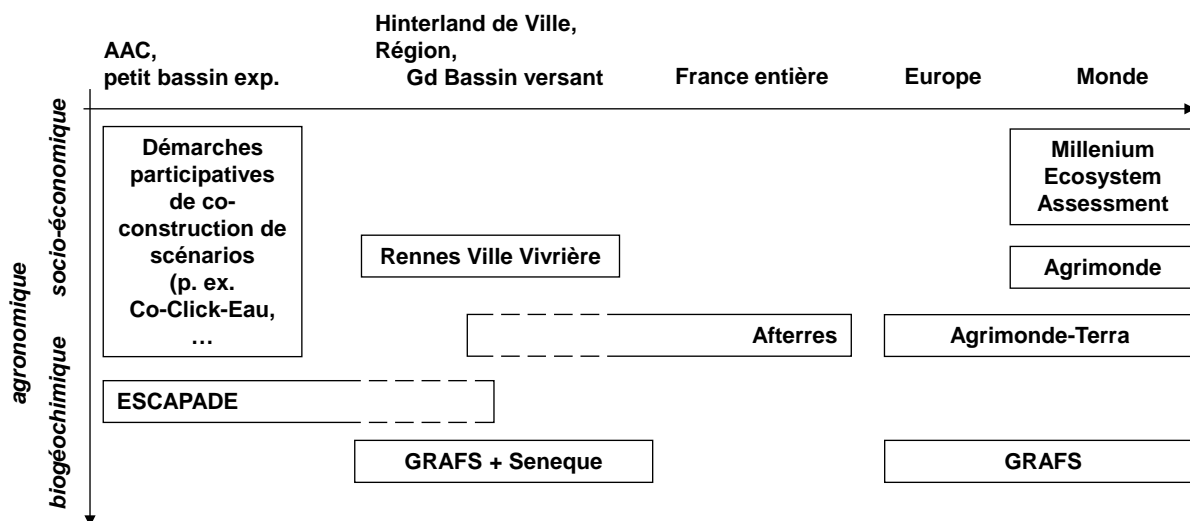 Hinterland de Ville,
Région,
AAC,
petit bassin exp.
Gd Bassin versant
France entière
Europe
Monde
socio-économique
agronomique
biogéochimique
Démarches
participatives
de co-
construction de
scénarios
(p. ex.
Co-Click-Eau,
…
Millenium
Ecosystem
Assessment
Rennes Ville Vivrière
Agrimonde
Afterres
Agrimonde-Terra
ESCAPADE
GRAFS + Seneque
GRAFS